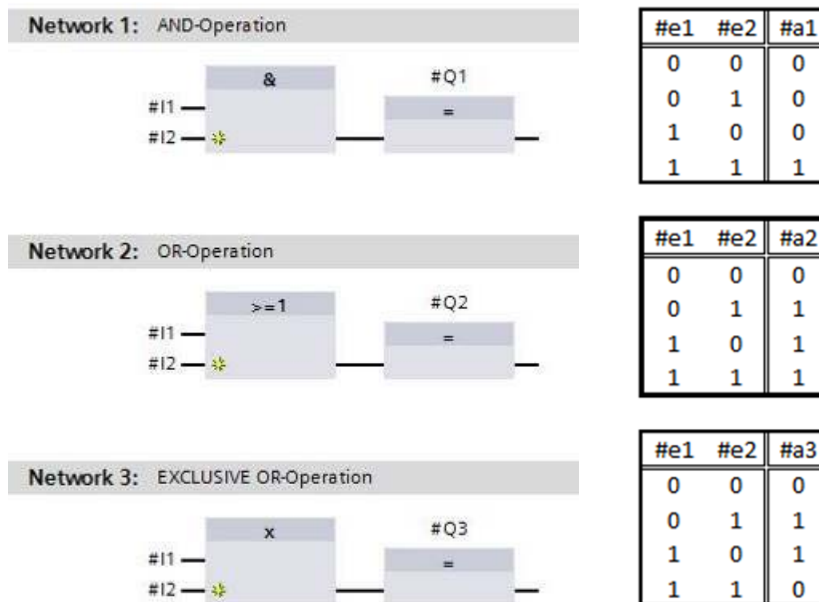 Network 1: AND-Operation
&
#Q1
#I1
=
#I2
#e1 #e2 #a1
0 0 0
0 1 0
1 0 0
1 1 1
Network 2: OR-Operation
>=1
#Q2
#I1
=
#I2
#e1 #e2 #a2
0 0 0
0 1 1
1 0 1
1 1 1
Network 3: EXCLUSIVE OR-Operation
x
#Q3
#I1
=
#I2
#e1 #e2 #a3
0 0 0
0 1 1
1 0 1
1 1 0